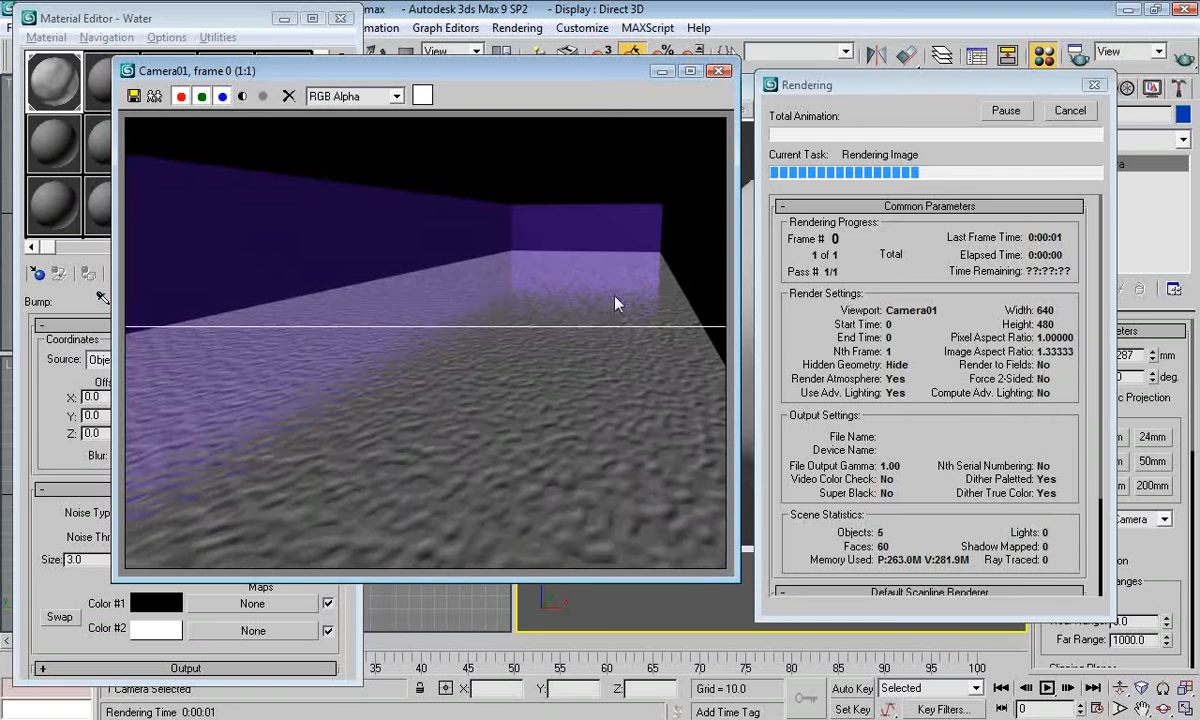 Material Editor - Water
max - Autodesk 3ds Max 9 SP2 - Display : Direct 3D
Material Navigation Options Utilities
mation Graph Editors Rendering Customize MAXScript Help
View
View
Camera01, frame 0 (1:1)
Rendering
RGB Alpha
Total Animation:
Pause
Cancel
Current Task: Rendering Image
Common Parameters
Rendering Progress:
Frame # 0
Last Frame Time: 0:00:01
1 of 1 Total
Elapsed Time: 0:00:00
Pass # 1/1
Time Remaining: ??:??:??
Render Settings:
Viewport: Camera01
Width: 640
Start Time: 0
Height: 480
End Time: 0
Pixel Aspect Ratio: 1.00000
Nth Frame: 1
Image Aspect Ratio: 1.33333
Hidden Geometry: Hide
Render to Fields: No
Render Atmosphere: Yes
Force 2-Sided: No
Use Adv. Lighting: Yes
Compute Adv. Lighting: No
Output Settings:
File Name:
Device Name:
File Output Gamma: 1.00
Nth Serial Numbering: No
Video Color Check: No
Dither Paletted: Yes
Super Black: No
Dither True Color: Yes
Scene Statistics:
Objects: 5
Lights: 0
Faces: 60
Shadow Mapped: 0
Memory Used: P:263.0M V:281.9M
Ray Traced: 0
Default Scanline Renderer
Bump:
Coordinates
Source: Obje
Offs
X: 0.0
Y: 0.0
Z: 0.0
Blur:
Noise Typ
Noise Thr
Size: 3.0
Maps
Color #1 None
Swap
Color #2 None
Output
287 mm
deg.
c Projection
24mm
50mm
200mm
Camera
Far Range: 1000.0
35 40 45 50 55 60 65 70 75 80 85 90 95 100
1 Camera Selected
X: Y: Z:
Grid = 10.0
Auto Key Selected
Rendering Time 0:00:01
Add Time Tag
Set Key Key Filters...
0